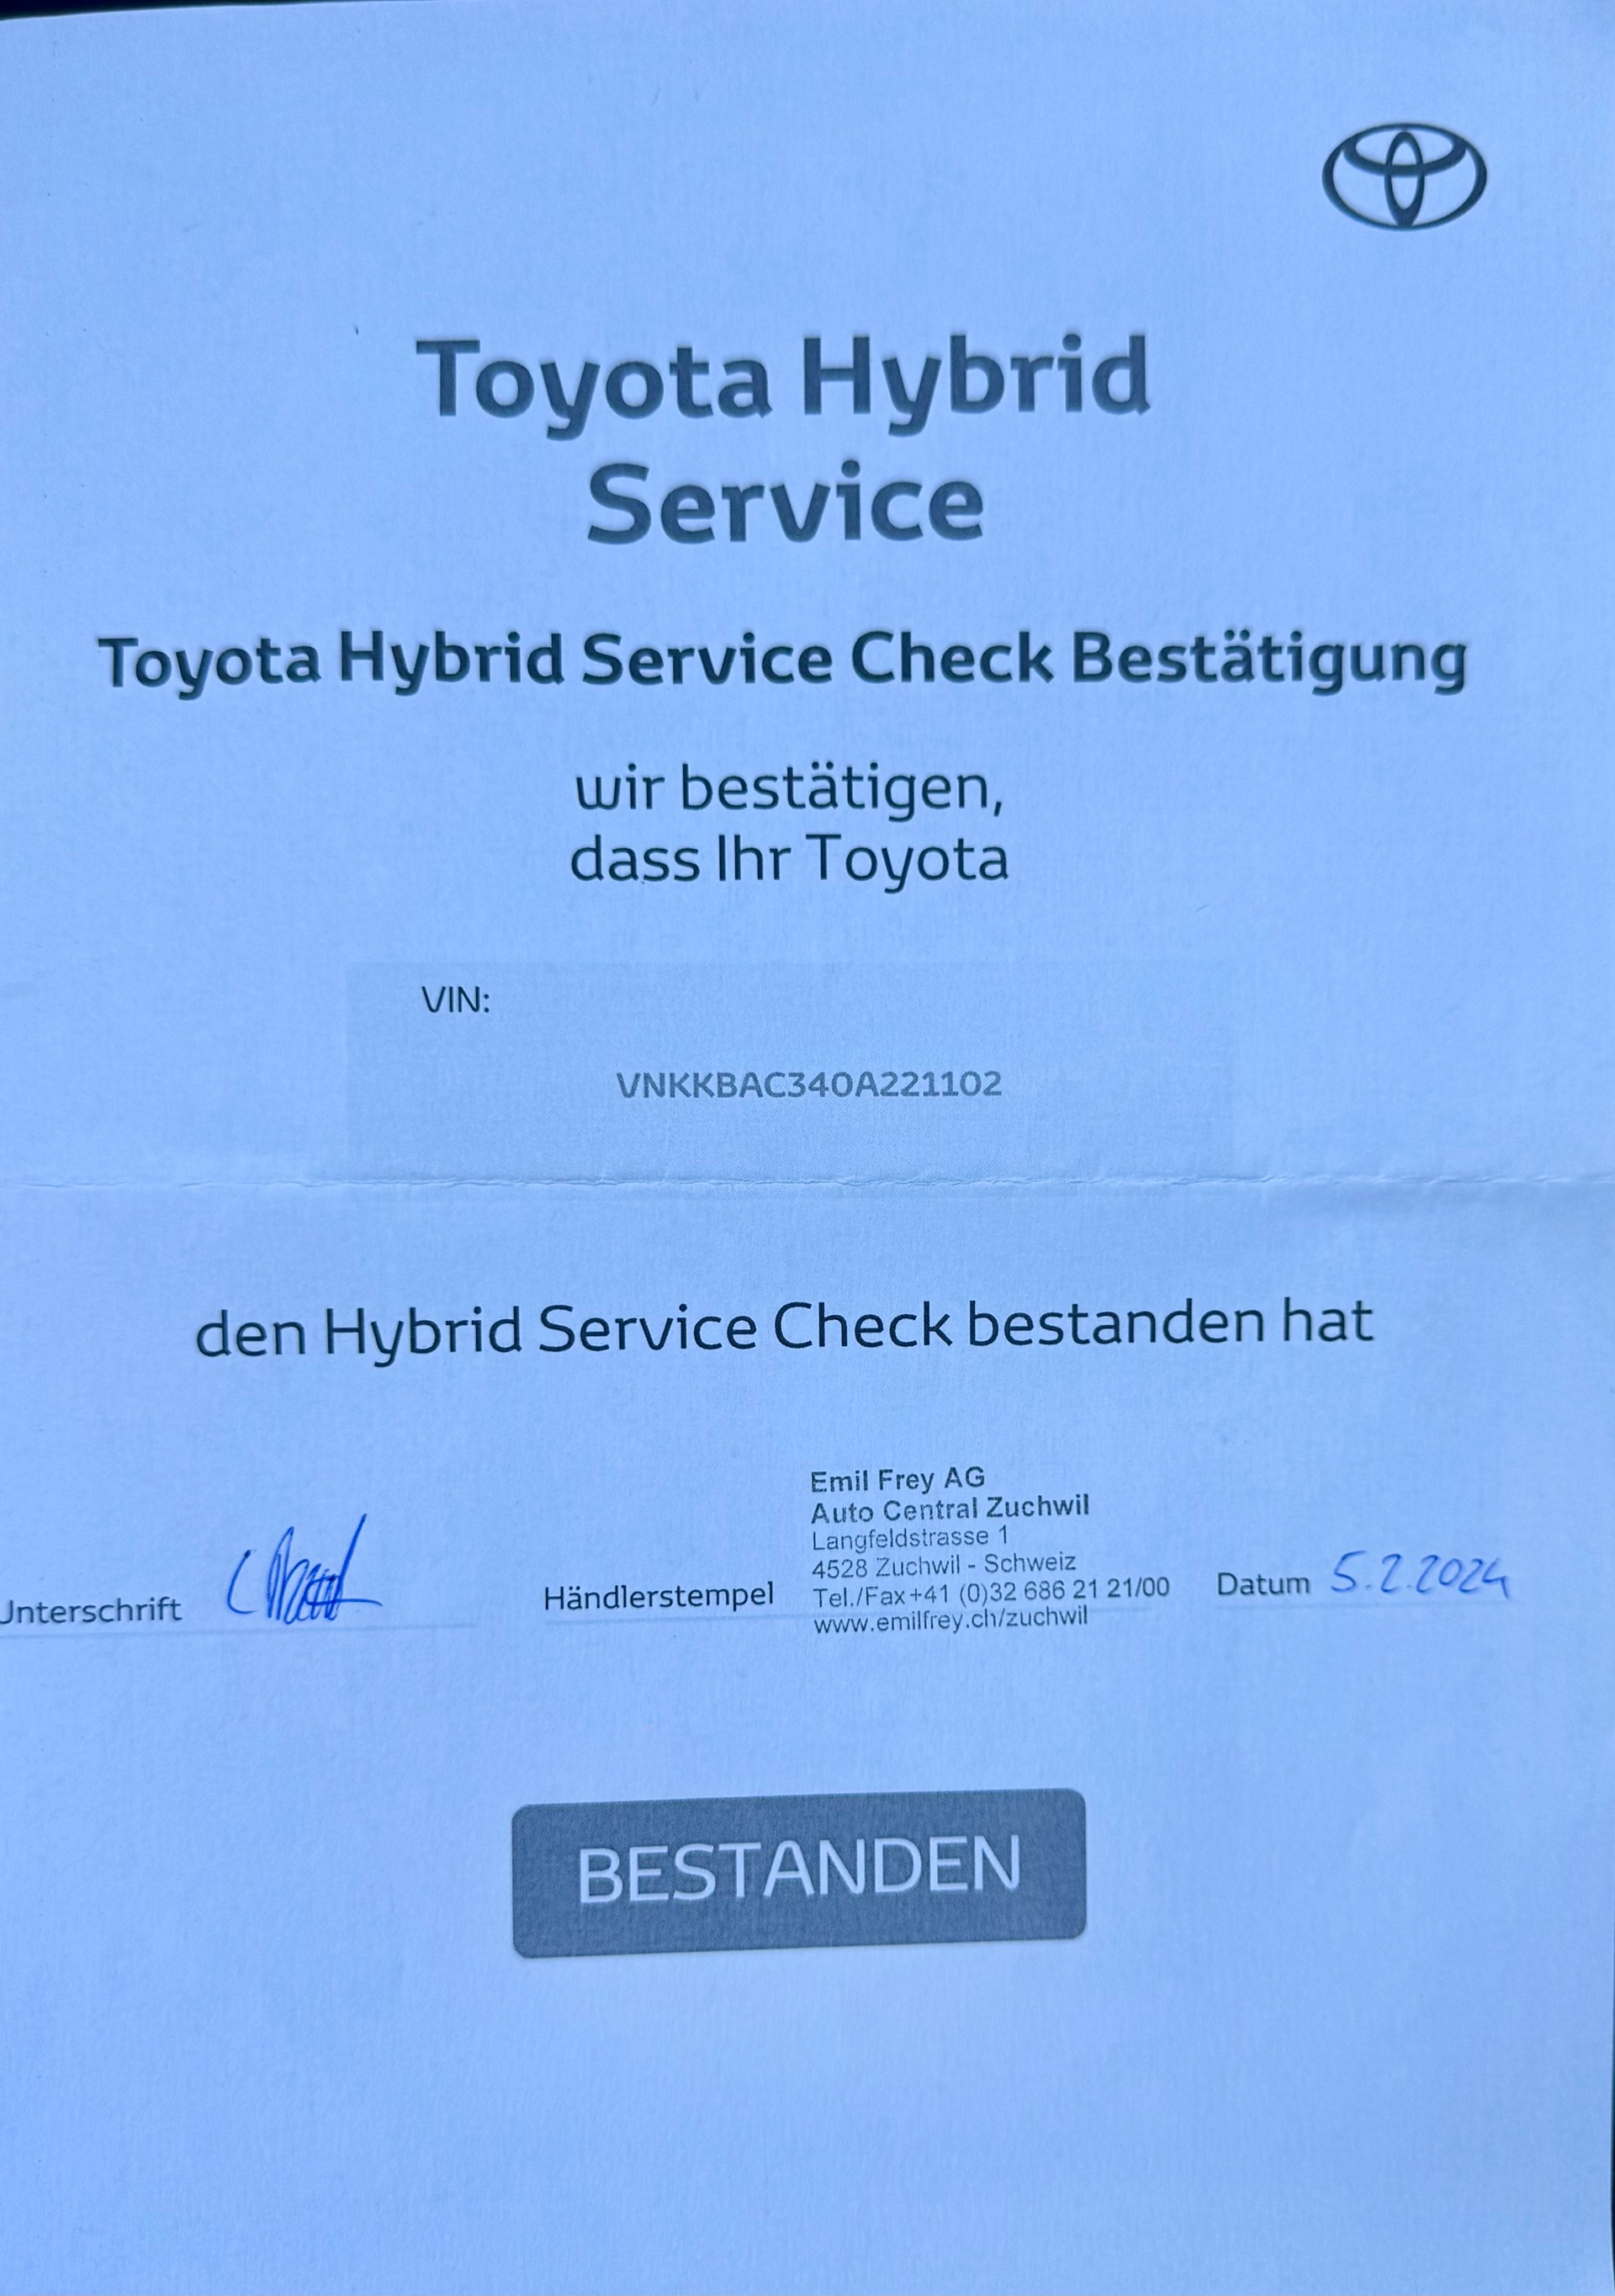 Toyota Hybrid
Service
Toyota Hybrid Service Check Bestätigung
wir bestätigen,
dass Ihr Toyota
VIN:
VNKKBAC340A221102
den Hybrid Service Check bestanden hat
Unterschrift
Händlerstempel
Emil Frey AG
Auto Central Zuchwil
Langfeldstrasse 1
4528 Zuchwil - Schweiz
Tel./Fax+41 (0)32 686 21 21/00
www.emilfrey.ch/zuchwil
Datum 5.2.2024
BESTANDEN